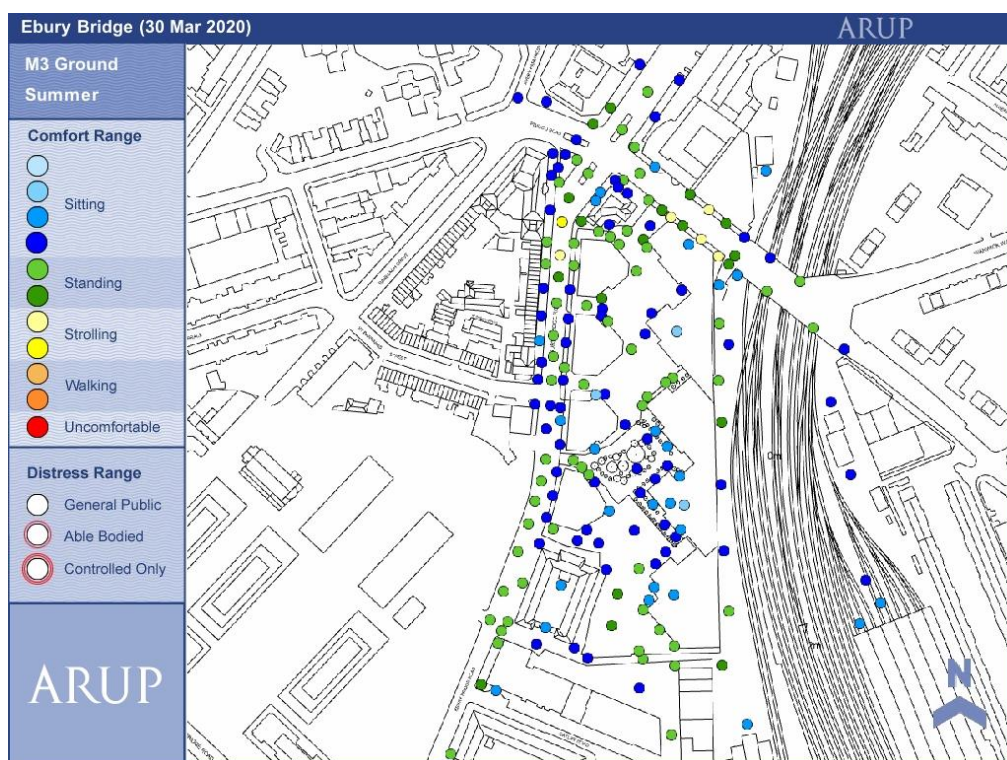 Ebury Bridge (30 Mar 2020)
ARUP
M3 Ground
Summer
Comfort Range
Sitting
Standing
Strolling
Walking
Uncomfortable
Distress Range
General Public
Able Bodied
Controlled Only
ARUP
0m
N